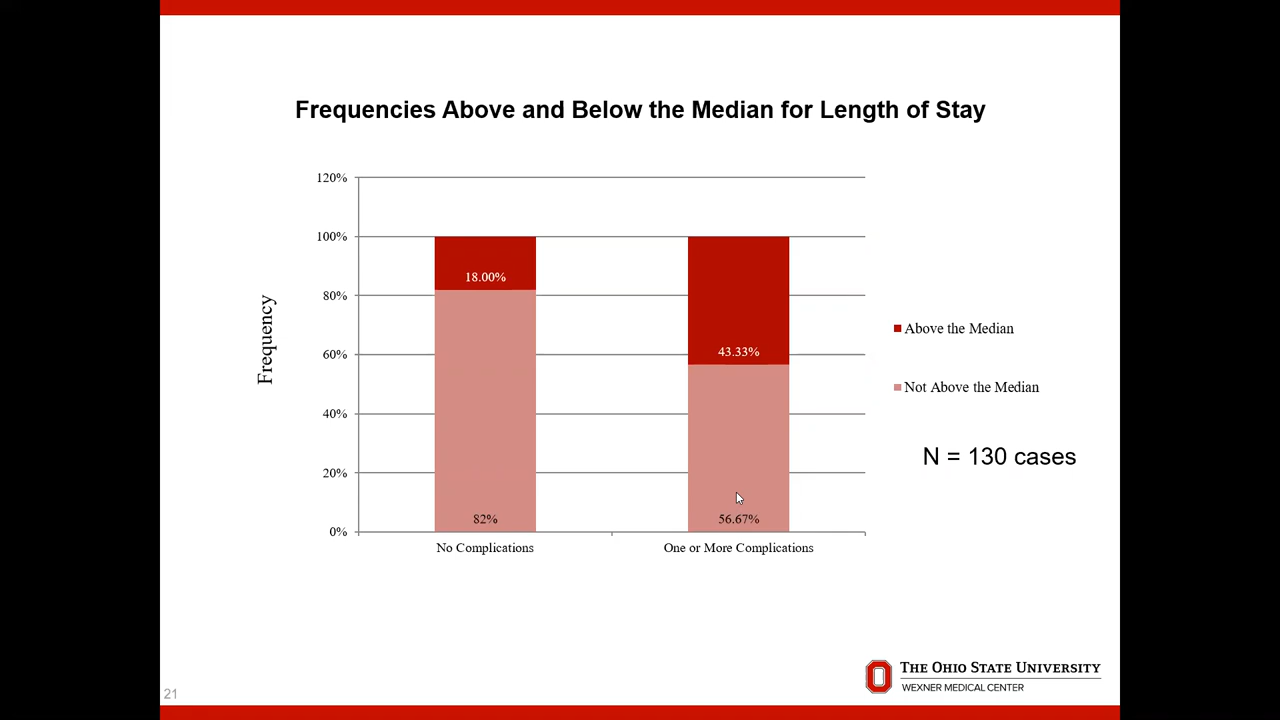 Frequencies Above and Below the Median for Length of Stay
120%
100%
80%
60%
40%
20%
0%
Frequency
18.00%
43.33%
82%
56.67%
No Complications
One or More Complications
Above the Median
Not Above the Median
N = 130 cases
THE OHIO STATE UNIVERSITY
WEXNER MEDICAL CENTER
21